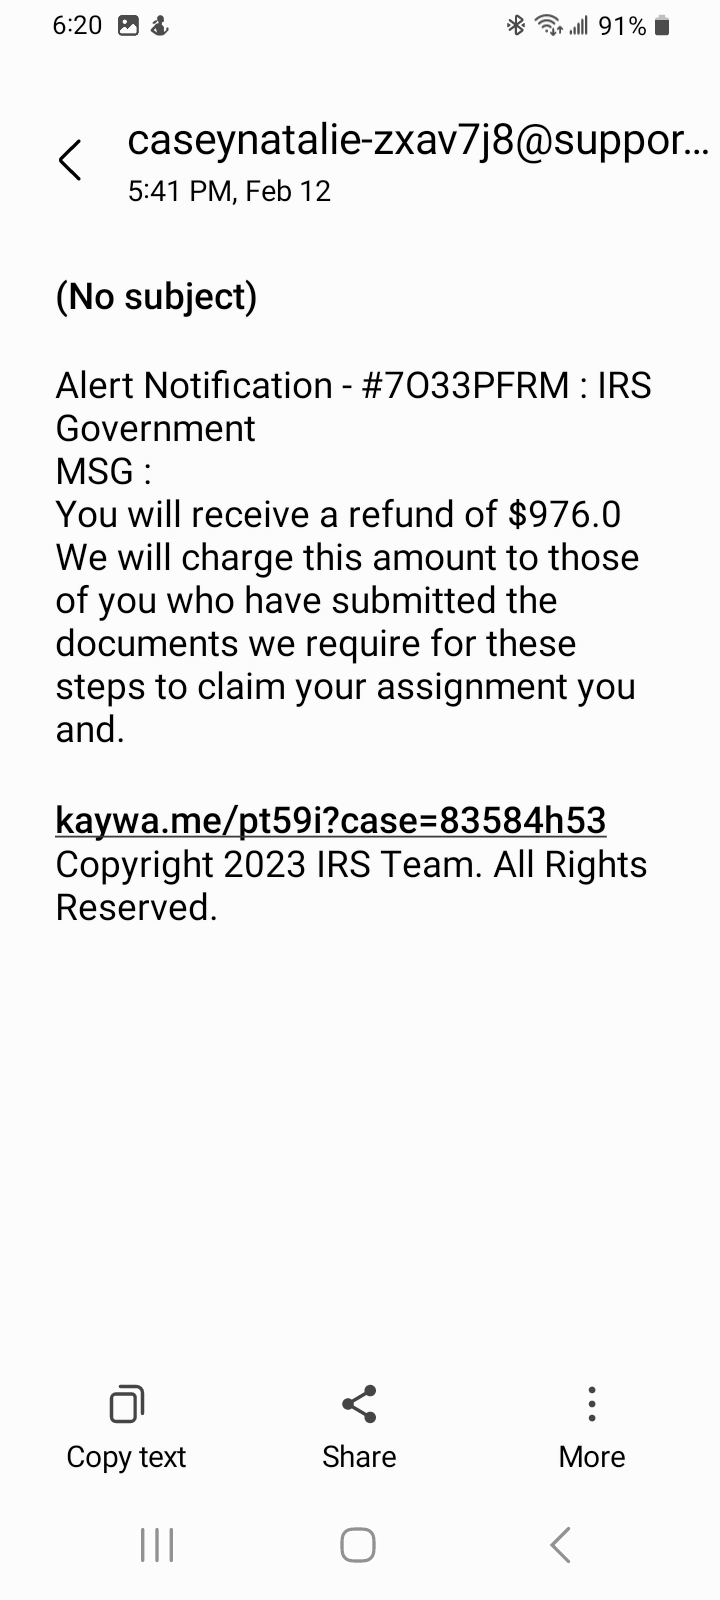 6:20
91%
caseynatalie-zxav7j8@suppor...
5:41 PM, Feb 12
(No subject)
Alert Notification - #7O33PFRM : IRS
Government
MSG :
You will receive a refund of $976.0
We will charge this amount to those
of you who have submitted the
documents we require for these
steps to claim your assignment you
and.
kaywa.me/pt59i?case=83584h53
Copyright 2023 IRS Team. All Rights
Reserved.
Copy text
Share
More